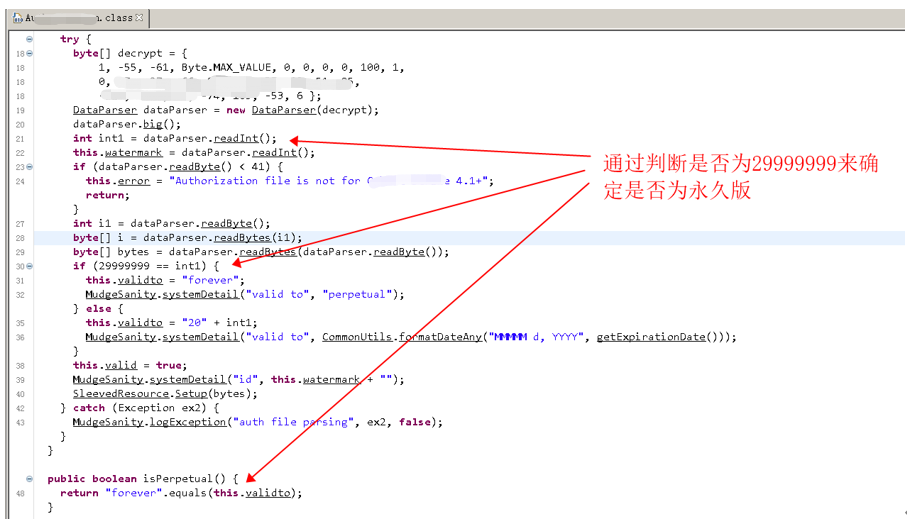 .class
try {
18 byte[] decrypt = {
18 1, -55, -61, Byte.MAX_VALUE, 0, 0, 0, 0, 100, 1,
18 0,
18 -53, 6 };
19 DataParser dataParser = new DataParser(decrypt);
20 dataParser.big();
21 int int1 = dataParser.readInt();
22 this.watermark = dataParser.readInt();
23 if (dataParser.readByte() < 41) {
24 this.error = "Authorization file is not for 4.1+";
return;
}
27 int i1 = dataParser.readByte();
28 byte[] i = dataParser.readBytes(i1);
29 byte[] bytes = dataParser.readBytes(dataParser.readByte());
30 if (29999999 == int1) {
31 this.validto = "forever";
32 MudgeSanity.systemDetail("valid to", "perpetual");
} else {
35 this.validto = "20" + int1;
36 MudgeSanity.systemDetail("valid to", CommonUtils.formatDateAny("MMMMM d, YYYY", getExpirationDate()));
}
38 this.valid = true;
39 MudgeSanity.systemDetail("id", this.watermark + "");
40 SleevedResource.Setup(bytes);
42 } catch (Exception ex2) {
43 MudgeSanity.logException("auth file parsing", ex2, false);
}
}
public boolean isPerpetual() {
48 return "forever".equals(this.validto);
}
通过判断是否为29999999来确
定是否为永久版